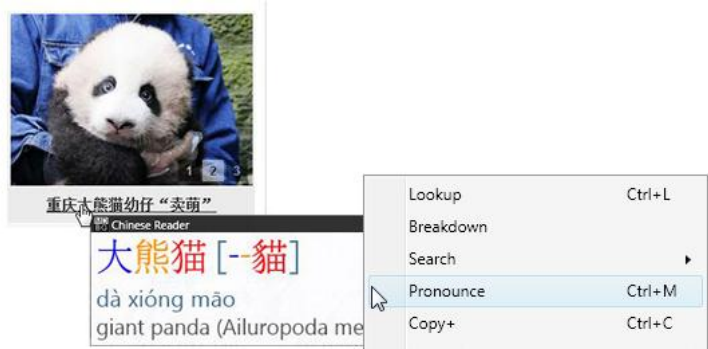 1 2 3
重庆大熊猫幼仔“卖萌”
Chinese Reader
大熊猫 [--貓]
dà xióng māo
giant panda (Ailuropoda me
Lookup Ctrl+L
Breakdown
Search
Pronounce Ctrl+M
Copy+ Ctrl+C